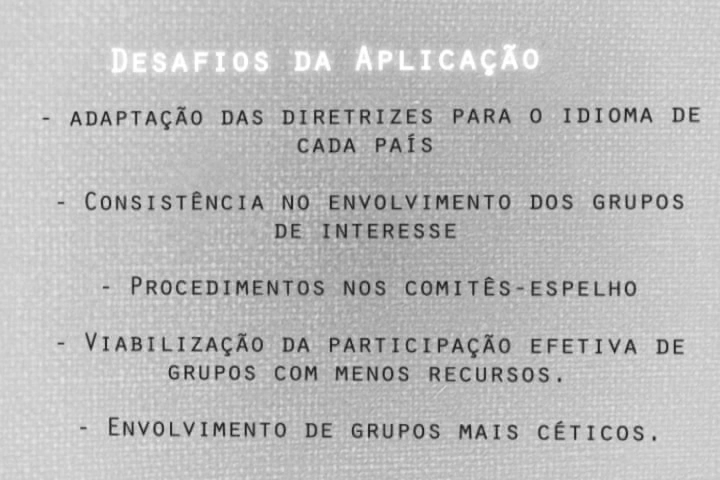 Desafios da Aplicação
- adaptação das diretrizes para o idioma de
cada país
- Consistência no envolvimento dos grupos
de interesse
- Procedimentos nos comitês-espelho
- Viabilização da participação efetiva de
grupos com menos recursos.
- Envolvimento de grupos mais céticos.